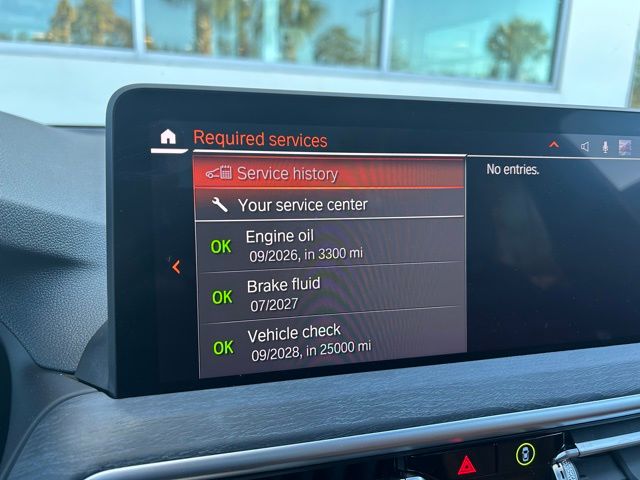 Required services
Service history
No entries.
Your service center
OK Engine oil
09/2026, in 3300 mi
OK Brake fluid
07/2027
OK Vehicle check
09/2028, in 25000 mi